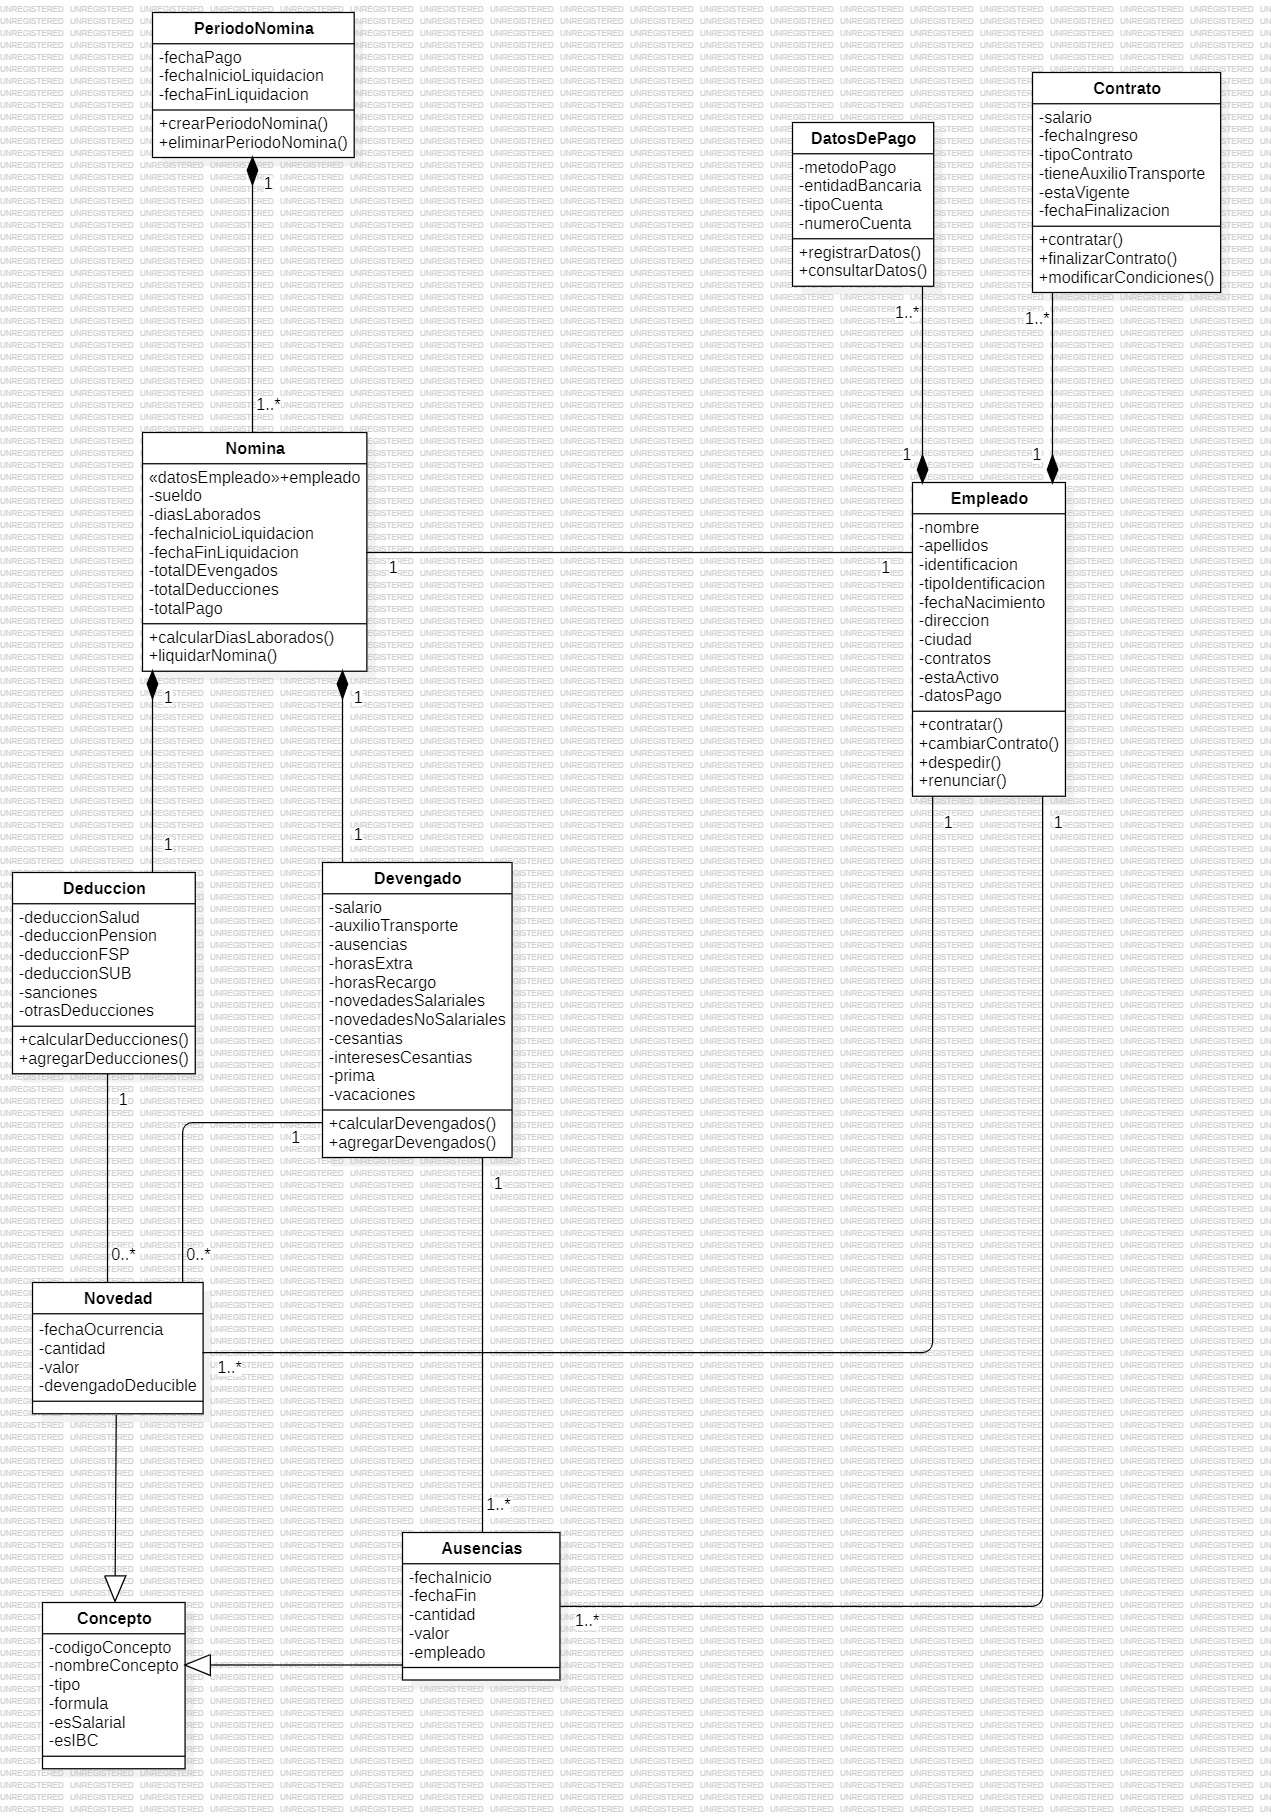 PeriodoNomina
-fechaPago
-fechaInicioLiquidacion
-fechaFinLiquidacion
+crearPeriodoNomina()
+eliminarPeriodoNomina()
1
1..*
Contrato
-salario
-fechaIngreso
-tipoContrato
-tieneAuxilioTransporte
-estaVigente
-fechaFinalizacion
+contratar()
+finalizarContrato()
+modificarCondiciones()
1..*
1
DatosDePago
-metodoPago
-entidadBancaria
-tipoCuenta
-numeroCuenta
+registrarDatos()
+consultarDatos()
1..*
1
Nomina
«datosEmpleado»+empleado
-sueldo
-diasLaborados
-fechaInicioLiquidacion
-fechaFinLiquidacion
-totalDEvengados
-totalDeducciones
-totalPago
+calcularDiasLaborados()
+liquidarNomina()
1
1
1
1
1
1
Empleado
-nombre
-apellidos
-identificacion
-tipoIdentificacion
-fechaNacimiento
-direccion
-ciudad
-contratos
-estaActivo
-datosPago
+contratar()
+cambiarContrato()
+despedir()
+renunciar()
1
1
Deduccion
-deduccionSalud
-deduccionPension
-deduccionFSP
-deduccionSUB
-sanciones
-otrasDeducciones
+calcularDeducciones()
+agregarDeducciones()
1
Devengado
-salario
-auxilioTransporte
-ausencias
-horasExtra
-horasRecargo
-novedadesSalariales
-novedadesNoSalariales
-cesantias
-interesesCesantias
-prima
-vacaciones
+calcularDevengados()
+agregarDevengados()
1
1
0..*
0..*
Novedad
-fechaOcurrencia
-cantidad
-valor
-devengadoDeducible
1..*
1..*
Ausencias
-fechaInicio
-fechaFin
-cantidad
-valor
-empleado
1..*
Concepto
-codigoConcepto
-nombreConcepto
-tipo
-formula
-esSalarial
-esIBC
UNREGISTERED